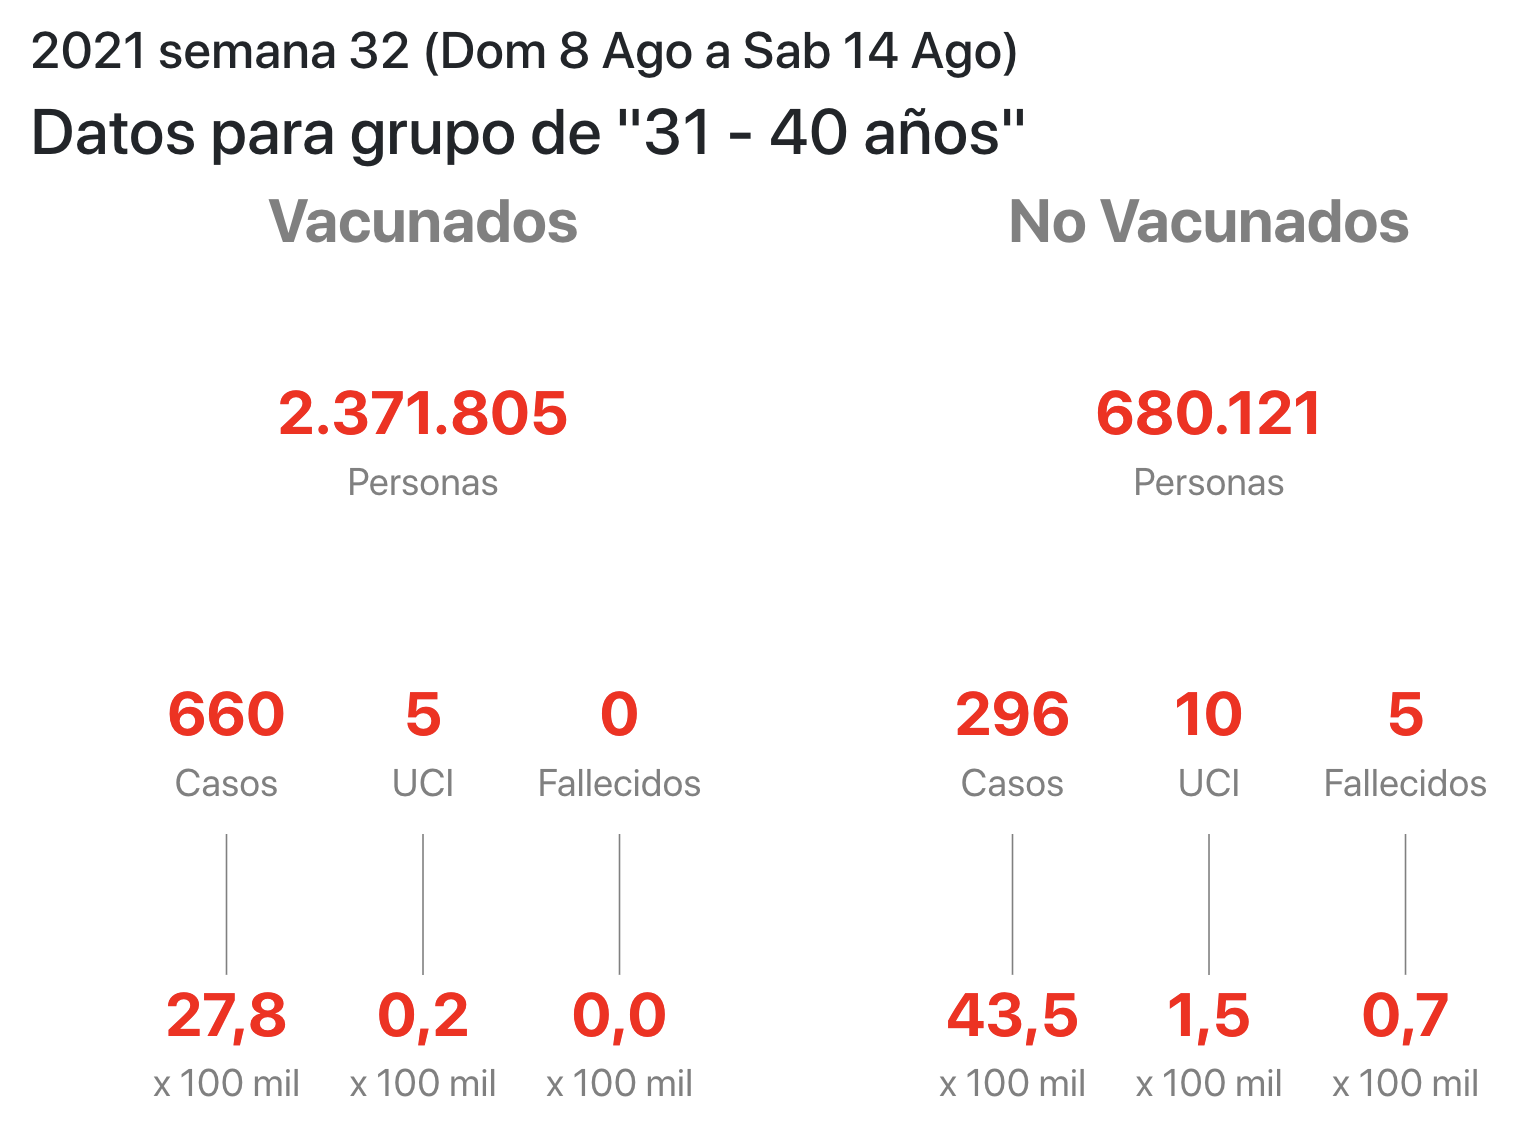 2021 semana 32 (Dom 8 Ago a Sab 14 Ago)
Datos para grupo de "31 - 40 años"
Vacunados
No Vacunados
2.371.805
Personas
680.121
Personas
660 5 0
Casos UCI Fallecidos
296 10 5
Casos UCI Fallecidos
27,8 0,2 0,0
x 100 mil x 100 mil x 100 mil
43,5 1,5 0,7
x 100 mil x 100 mil x 100 mil